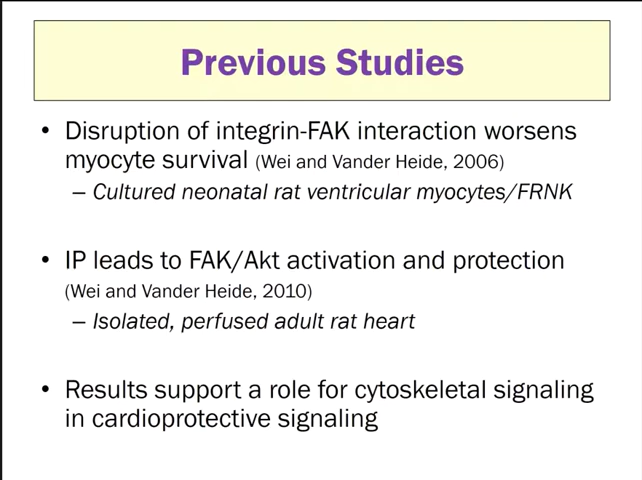 Previous Studies
• Disruption of integrin-FAK interaction worsens
myocyte survival (Wei and Vander Heide, 2006)
– Cultured neonatal rat ventricular myocytes/FRNK
• IP leads to FAK/Akt activation and protection
(Wei and Vander Heide, 2010)
– Isolated, perfused adult rat heart
• Results support a role for cytoskeletal signaling
in cardioprotective signaling